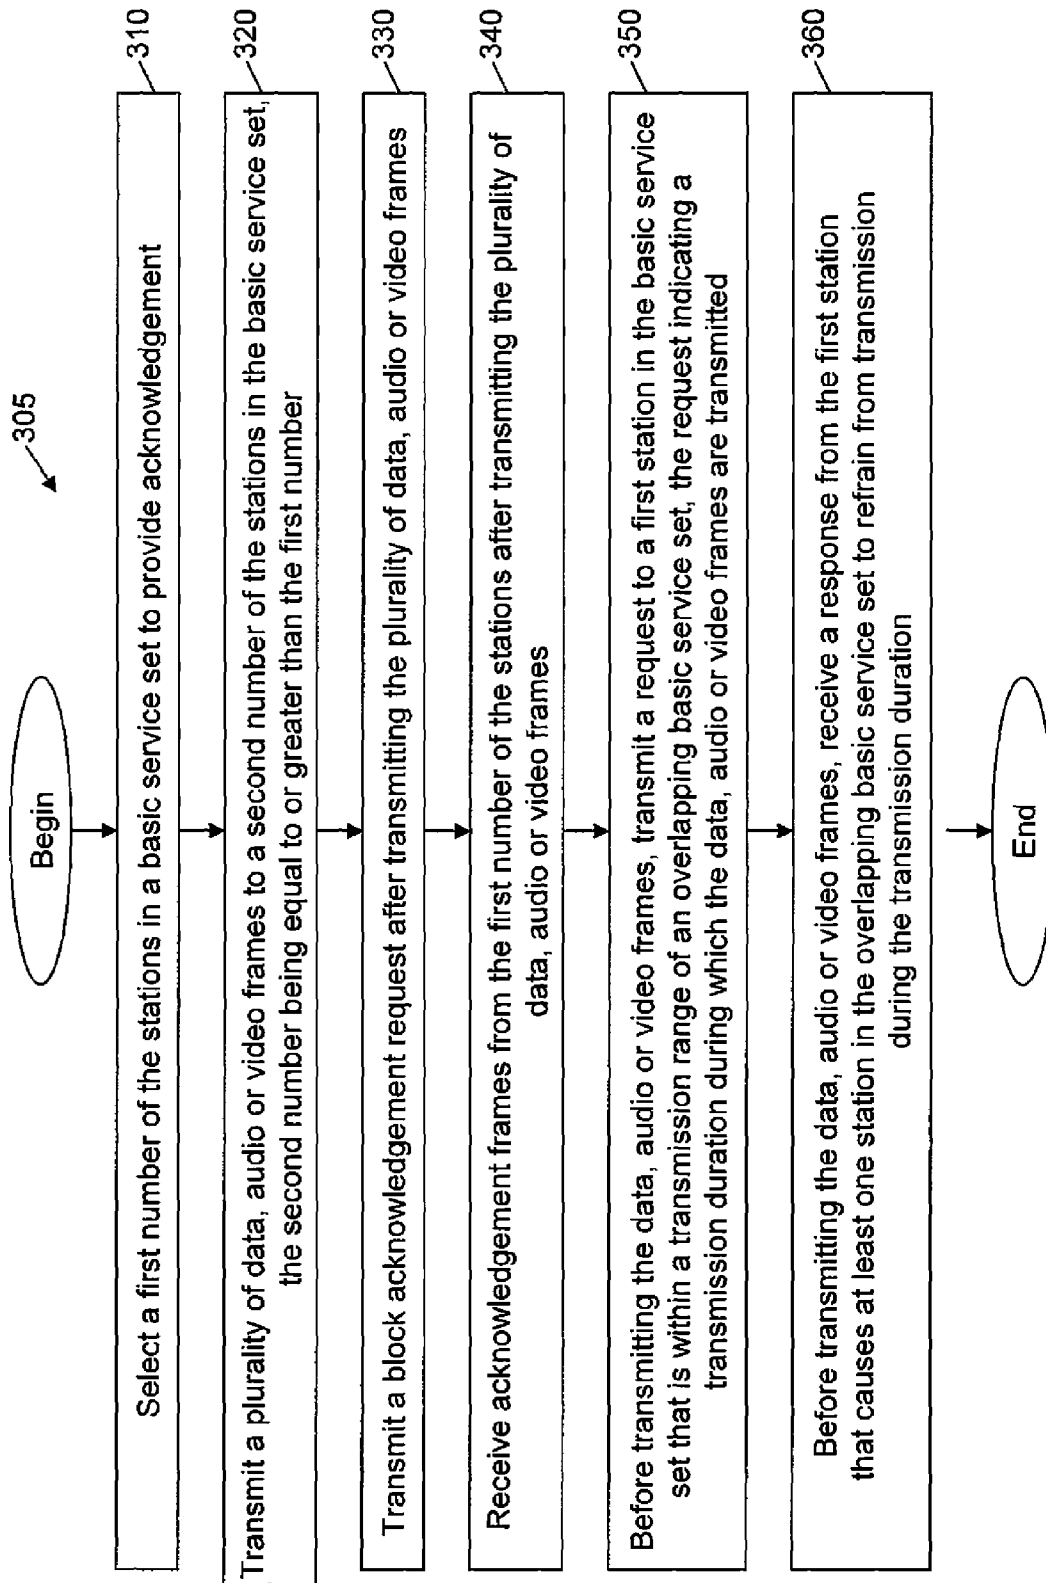 305
Begin
310
Select a first number of the stations in a basic service set to provide acknowledgement
320
Transmit a plurality of data, audio or video frames to a second number of the stations in the basic service set,
the second number being equal to or greater than the first number
330
Transmit a block acknowledgement request after transmitting the plurality of data, audio or video frames
340
Receive acknowledgement frames from the first number of the stations after transmitting the plurality of
data, audio or video frames
350
Before transmitting the data, audio or video frames, transmit a request to a first station in the basic service
set that is within a transmission range of an overlapping basic service set, the request indicating a
transmission duration during which the data, audio or video frames are transmitted
360
Before transmitting the data, audio or video frames, receive a response from the first station
that causes at least one station in the overlapping basic service set to refrain from transmission
during the transmission duration
End